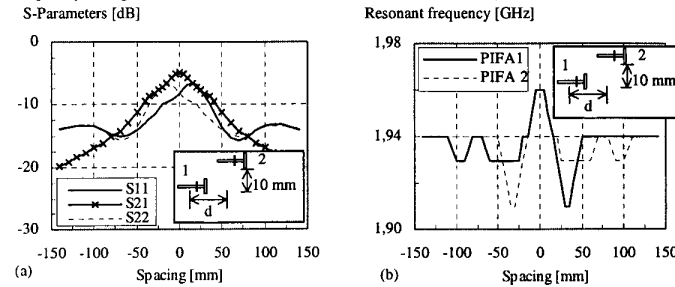 S-Parameters [dB]
0
-10
-20
-30
-150 -100 -50 0 50 100 150
Spacing [mm]
(a)
S11
S21
S22
1
2
10 mm
d
Resonant frequency [GHz]
1,98
1,94
1,90
-150 -100 -50 0 50 100 150
Spacing [mm]
(b)
PIFA1
PIFA 2
1
2
10 mm
d